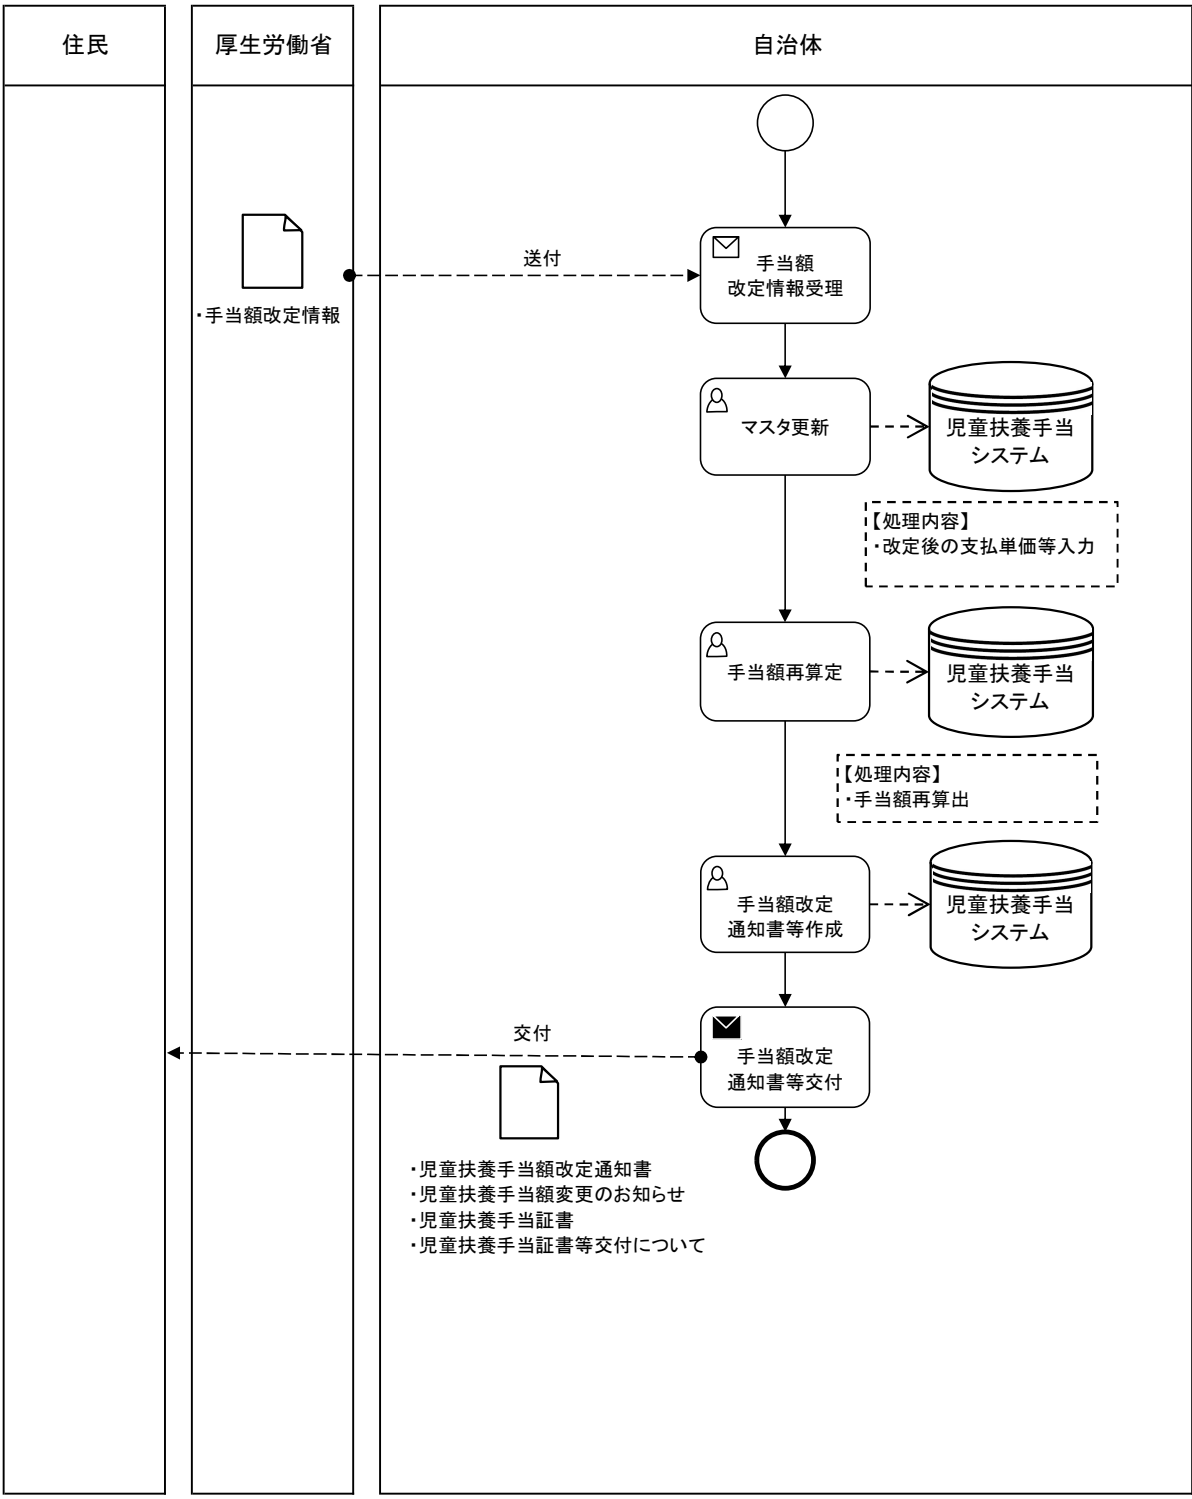 住民
厚生労働省
自治体
・手当額改定情報
送付
手当額
改定情報受理
マスタ更新
児童扶養手当
システム
【処理内容】
・改定後の支払単価等入力
手当額再算定
児童扶養手当
システム
【処理内容】
・手当額再算出
手当額改定
通知書等作成
児童扶養手当
システム
交付
手当額改定
通知書等交付
・児童扶養手当額改定通知書
・児童扶養手当額変更のお知らせ
・児童扶養手当証書
・児童扶養手当証書等交付について